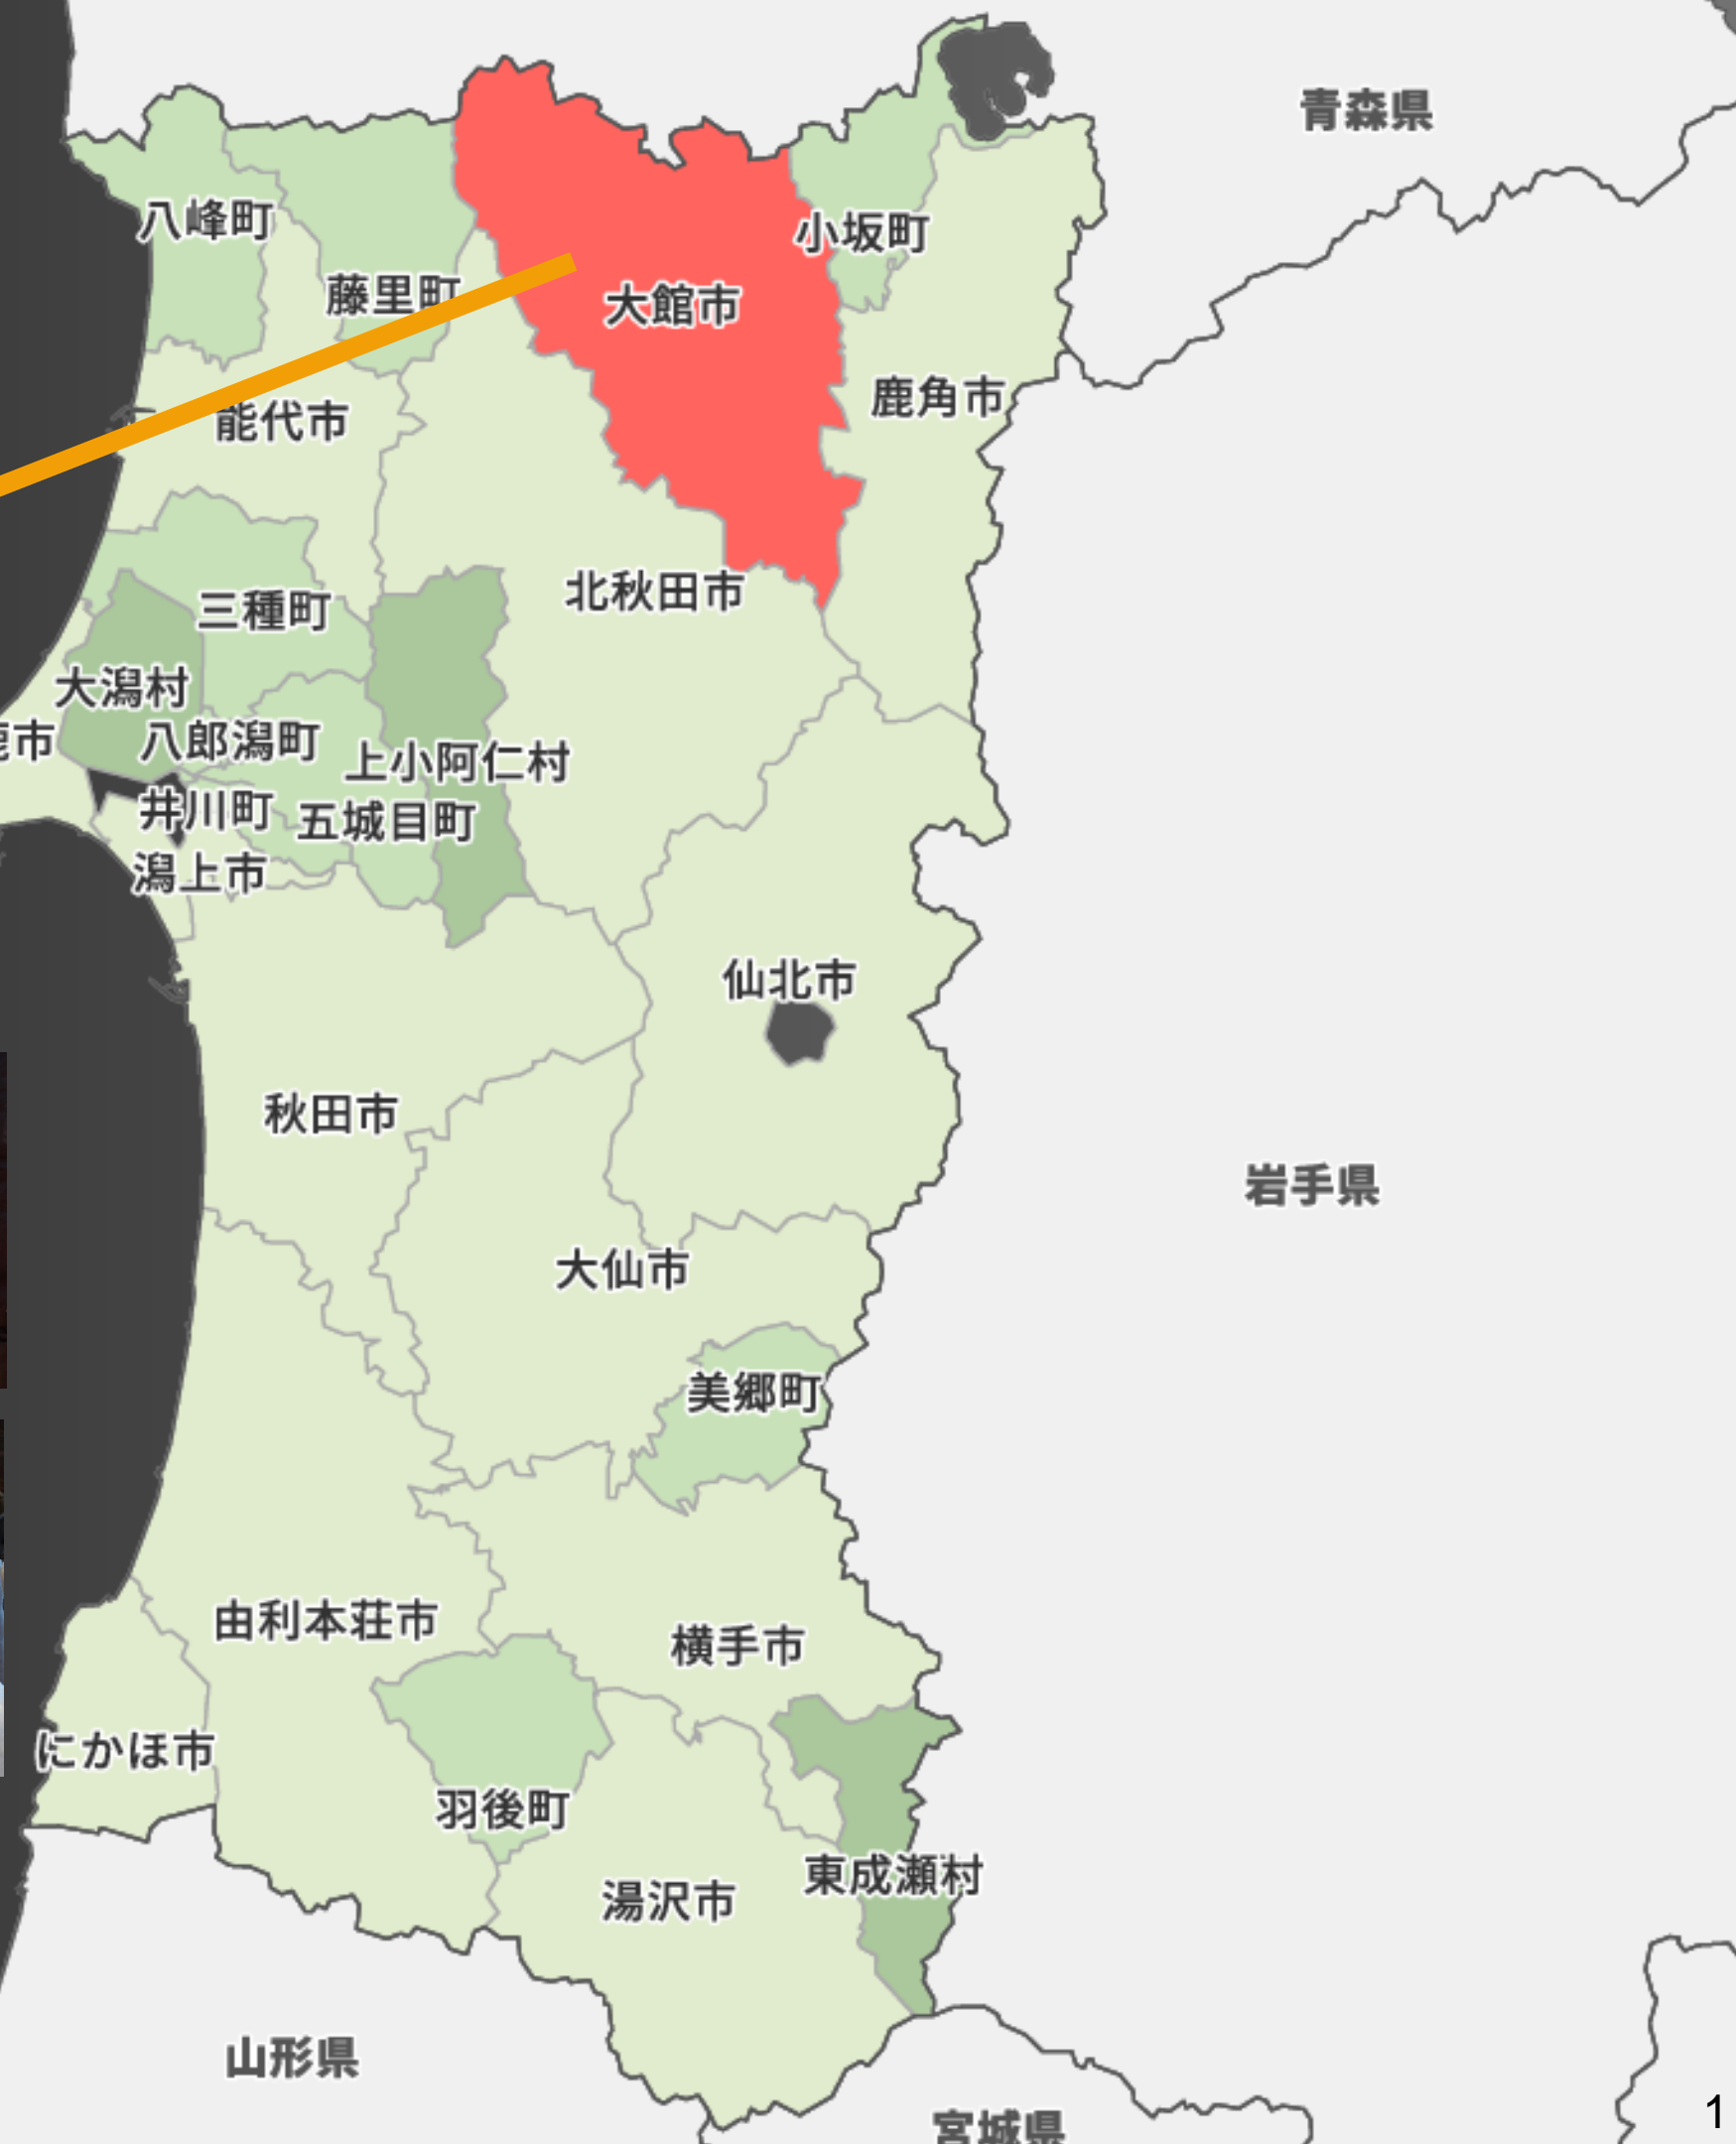 青森県
八峰町
小坂町
藤里町
大館市
鹿角市
能代市
北秋田市
三種町
大潟村
鹿市
八郎潟町
上小阿仁村
井川町
五城目町
潟上市
仙北市
秋田市
岩手県
大仙市
美郷町
由利本荘市
横手市
にかほ市
羽後町
東成瀬村
湯沢市
山形県
宮城県
1